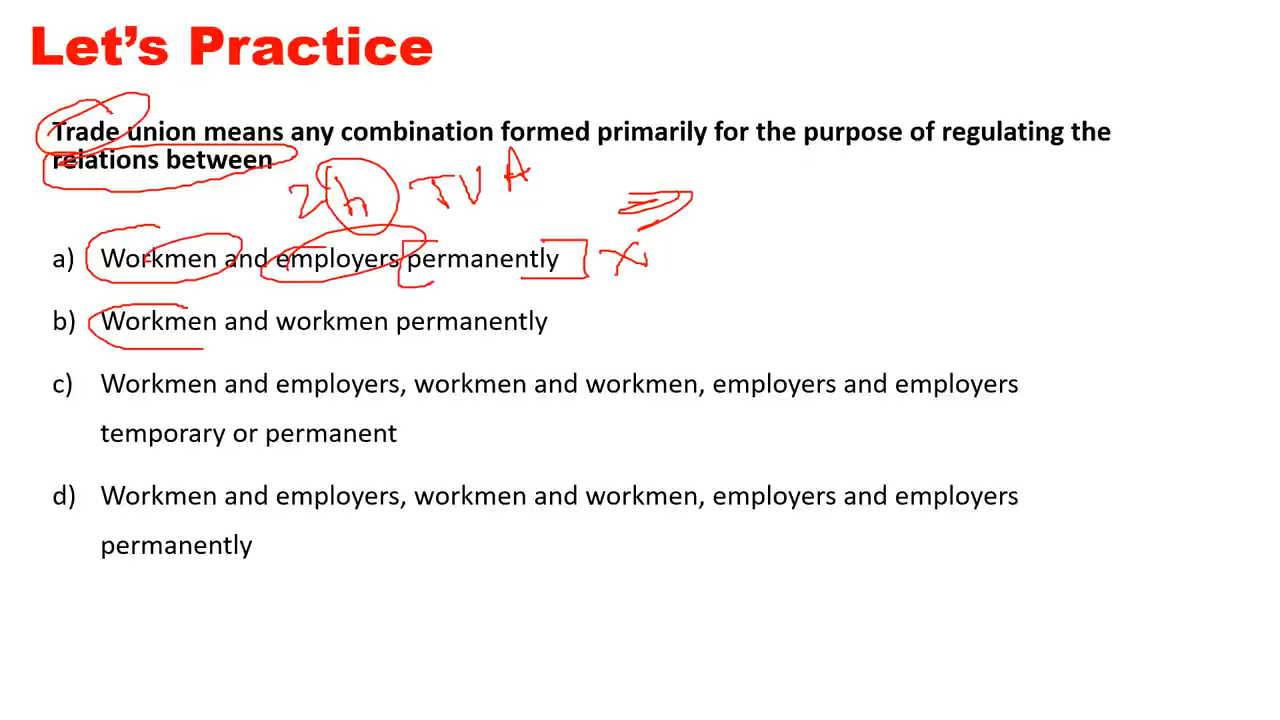 Let's Practice
Trade union means any combination formed primarily for the purpose of regulating the
relations between
2(h) TU A
a) Workmen and employers permanently
b) Workmen and workmen permanently
c) Workmen and employers, workmen and workmen, employers and employers
temporary or permanent
d) Workmen and employers, workmen and workmen, employers and employers
permanently